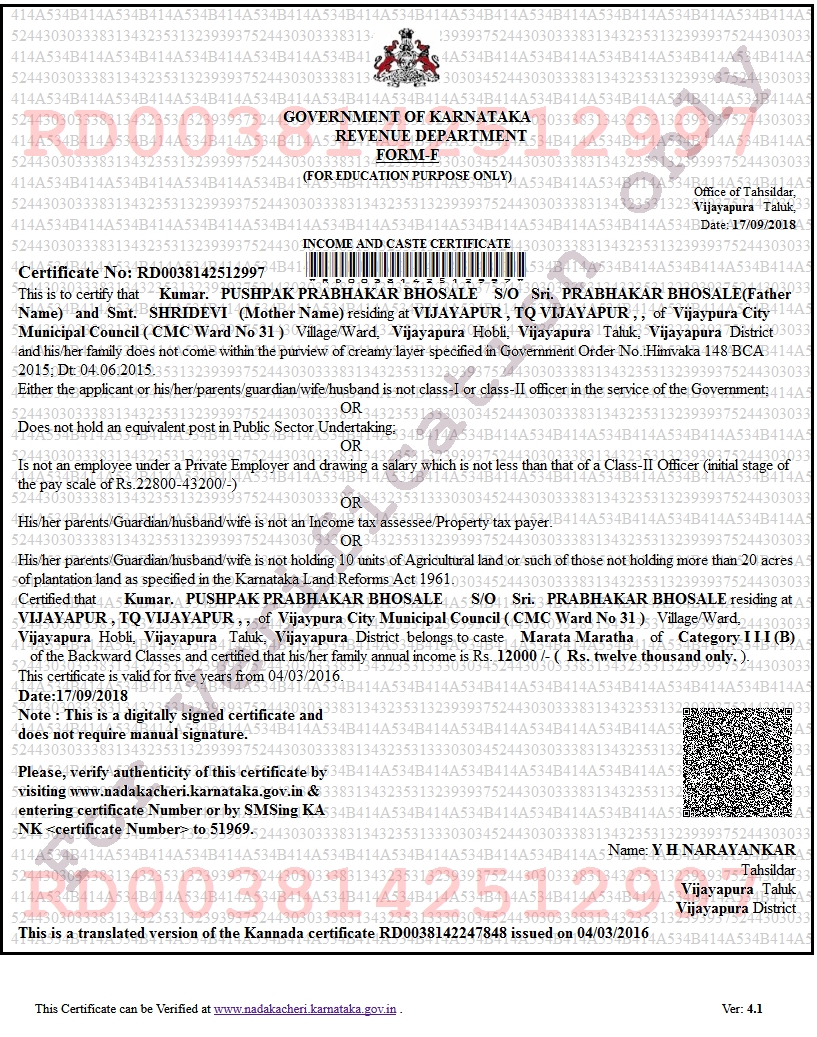 GOVERNMENT OF KARNATAKA
REVENUE DEPARTMENT
FORM-F
(FOR EDUCATION PURPOSE ONLY)
Office of Tahsildar,
Vijayapura Taluk,
Date: 17/09/2018
INCOME AND CASTE CERTIFICATE
Certificate No: RD0038142512997
*RD0038142512997*
This is to certify that Kumar. PUSHPAK PRABHAKAR BHOSALE S/O Sri. PRABHAKAR BHOSALE(Father
Name) and Smt. SHRIDEVI (Mother Name) residing at VIJAYAPUR , TQ VIJAYAPUR , , of Vijaypura City
Municipal Council ( CMC Ward No 31 ) Village/Ward, Vijayapura Hobli, Vijayapura Taluk, Vijayapura District
and his/her family does not come within the purview of creamy layer specified in Government Order No.:Himvaka 148 BCA
2015; Dt: 04.06.2015.
Either the applicant or his/her/parents/guardian/wife/husband is not class-I or class-II officer in the service of the Government;
OR
Does not hold an equivalent post in Public Sector Undertaking;
OR
Is not an employee under a Private Employer and drawing a salary which is not less than that of a Class-II Officer (initial stage of
the pay scale of Rs.22800-43200/-)
OR
His/her parents/Guardian/husband/wife is not an Income tax assessee/Property tax payer.
OR
His/her parents/Guardian/husband/wife is not holding 10 units of Agricultural land or such of those not holding more than 20 acres
of plantation land as specified in the Karnataka Land Reforms Act 1961.
Certified that Kumar. PUSHPAK PRABHAKAR BHOSALE S/O Sri. PRABHAKAR BHOSALE residing at
VIJAYAPUR , TQ VIJAYAPUR , , of Vijaypura City Municipal Council ( CMC Ward No 31 ) Village/Ward,
Vijayapura Hobli, Vijayapura Taluk, Vijayapura District belongs to caste Marata Maratha of Category I I I (B)
of the Backward Classes and certified that his/her family annual income is Rs. 12000 /- ( Rs. twelve thousand only. ).
This certificate is valid for five years from 04/03/2016.
Date:17/09/2018
Note : This is a digitally signed certificate and
does not require manual signature.
Please, verify authenticity of this certificate by
visiting www.nadakacheri.karnataka.gov.in &
entering certificate Number or by SMSing KA
NK <certificate Number> to 51969.
Name: Y H NARAYANKAR
Tahsildar
Vijayapura Taluk
Vijayapura District
This is a translated version of the Kannada certificate RD0038142247848 issued on 04/03/2016
This Certificate can be Verified at www.nadakacheri.karnataka.gov.in .
Ver: 4.1
RD0038142512997
RD0038142512997
For verification only